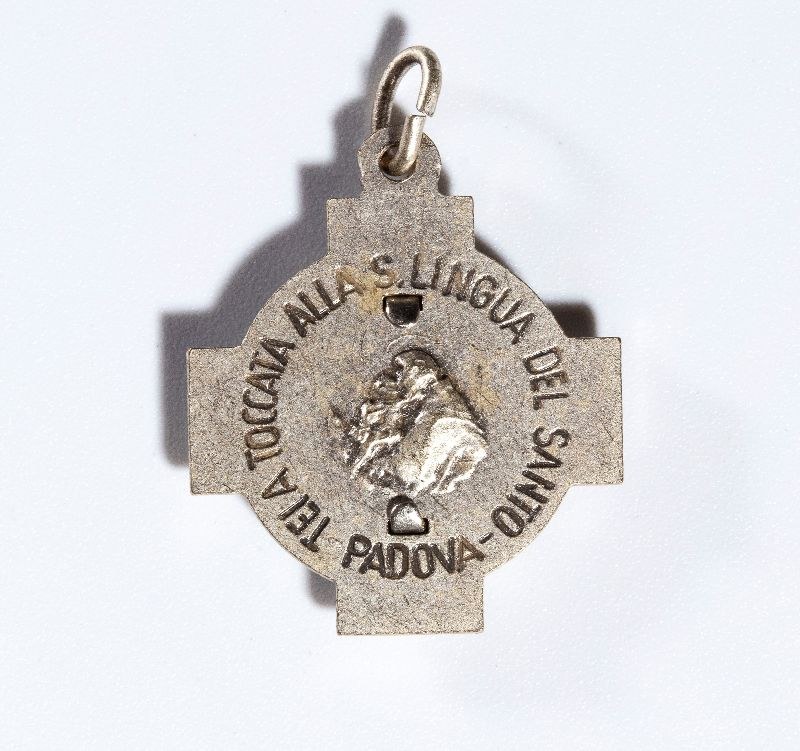 TELA TOCCATA ALLA S. LINGUA DEL SANTO - PADOVA -